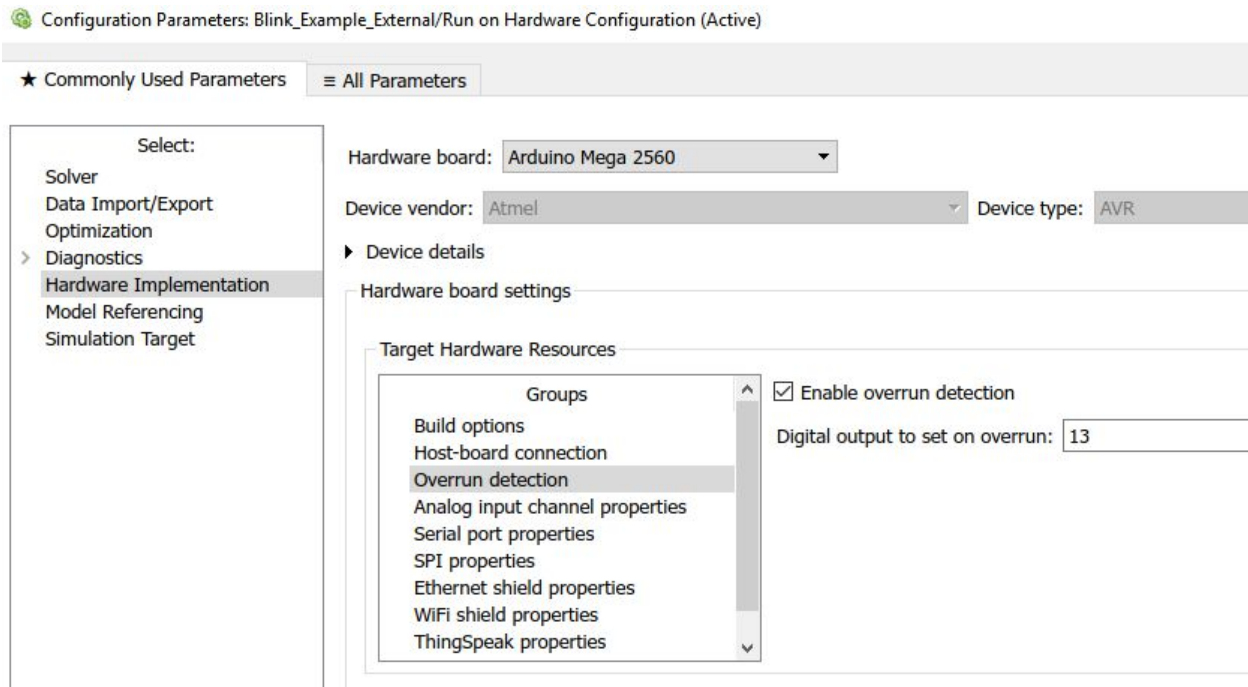 Configuration Parameters: Blink_Example_External/Run on Hardware Configuration (Active)
★ Commonly Used Parameters
≡ All Parameters
Select:
Solver
Data Import/Export
Optimization
Diagnostics
Hardware Implementation
Model Referencing
Simulation Target
Hardware board: Arduino Mega 2560
Device vendor: Atmel Device type: AVR
Device details
Hardware board settings
Target Hardware Resources
Groups
Build options
Host-board connection
Overrun detection
Analog input channel properties
Serial port properties
SPI properties
Ethernet shield properties
WiFi shield properties
ThingSpeak properties
Enable overrun detection
Digital output to set on overrun: 13